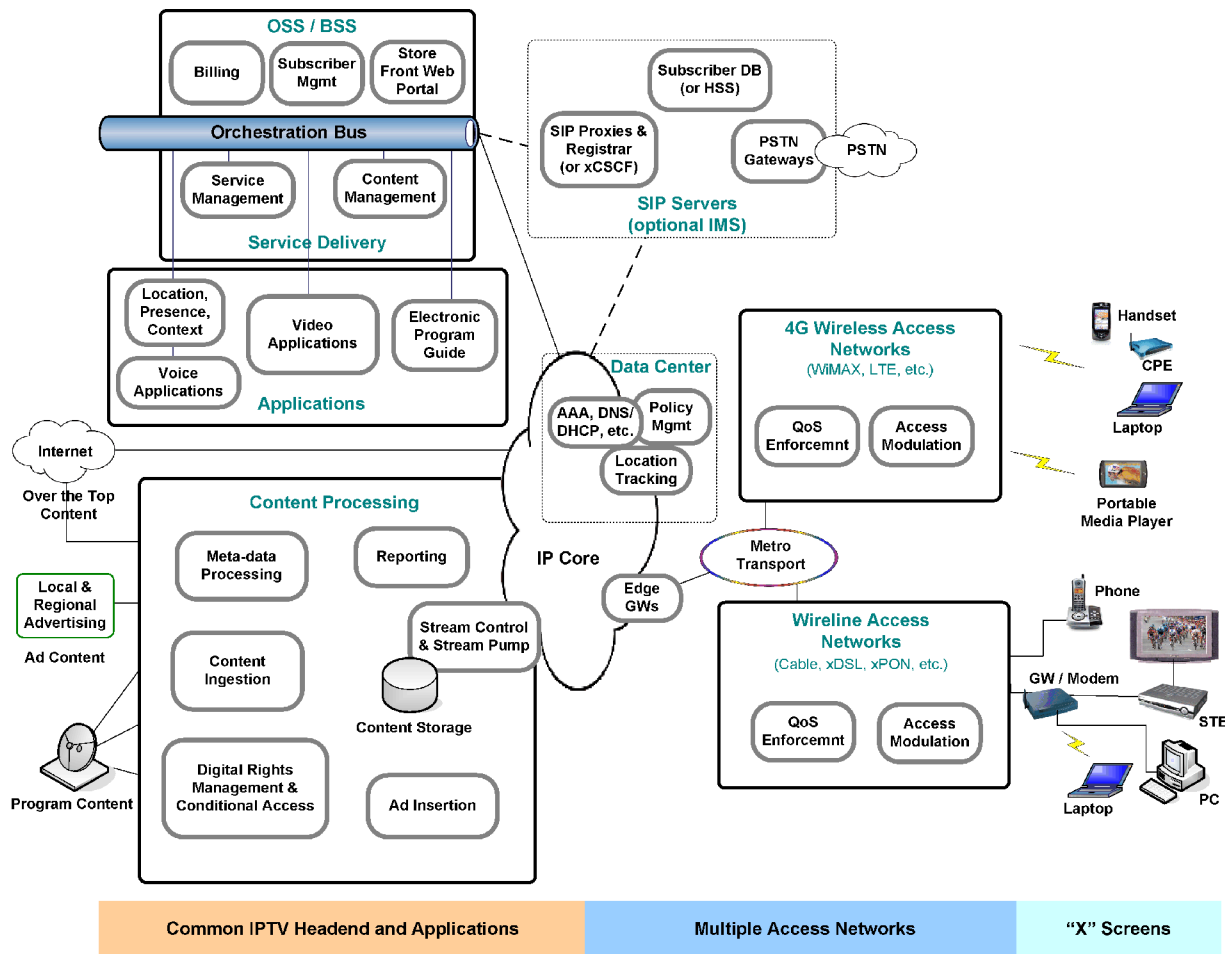 OSS / BSS
Billing
Subscriber
Mgmt
Store
Front Web
Portal
Orchestration Bus
Service
Management
Content
Management
Service Delivery
Subscriber DB
(or HSS)
SIP Proxies &
Registrar
(or xCSCF)
PSTN
Gateways
PSTN
SIP Servers
(optional IMS)
Location,
Presence,
Context
Voice
Applications
Video
Applications
Electronic
Program
Guide
Applications
Internet
Over the Top
Content
Local &
Regional
Advertising
Ad Content
Program Content
Content Processing
Meta-data
Processing
Reporting
Content
Ingestion
Stream Control
& Stream Pump
Content Storage
Digital Rights
Management &
Conditional Access
Ad Insertion
Data Center
AAA, DNS/
DHCP, etc.
Policy
Mgmt
Location
Tracking
IP Core
Edge
GWs
Metro
Transport
4G Wireless Access
Networks
(WiMAX, LTE, etc.)
QoS
Enforcemnt
Access
Modulation
Wireline Access
Networks
(Cable, xDSL, xPON, etc.)
QoS
Enforcemnt
Access
Modulation
Handset
CPE
Laptop
Portable
Media Player
Phone
GW / Modem
STB
Laptop
PC
Common IPTV Headend and Applications
Multiple Access Networks
“X” Screens